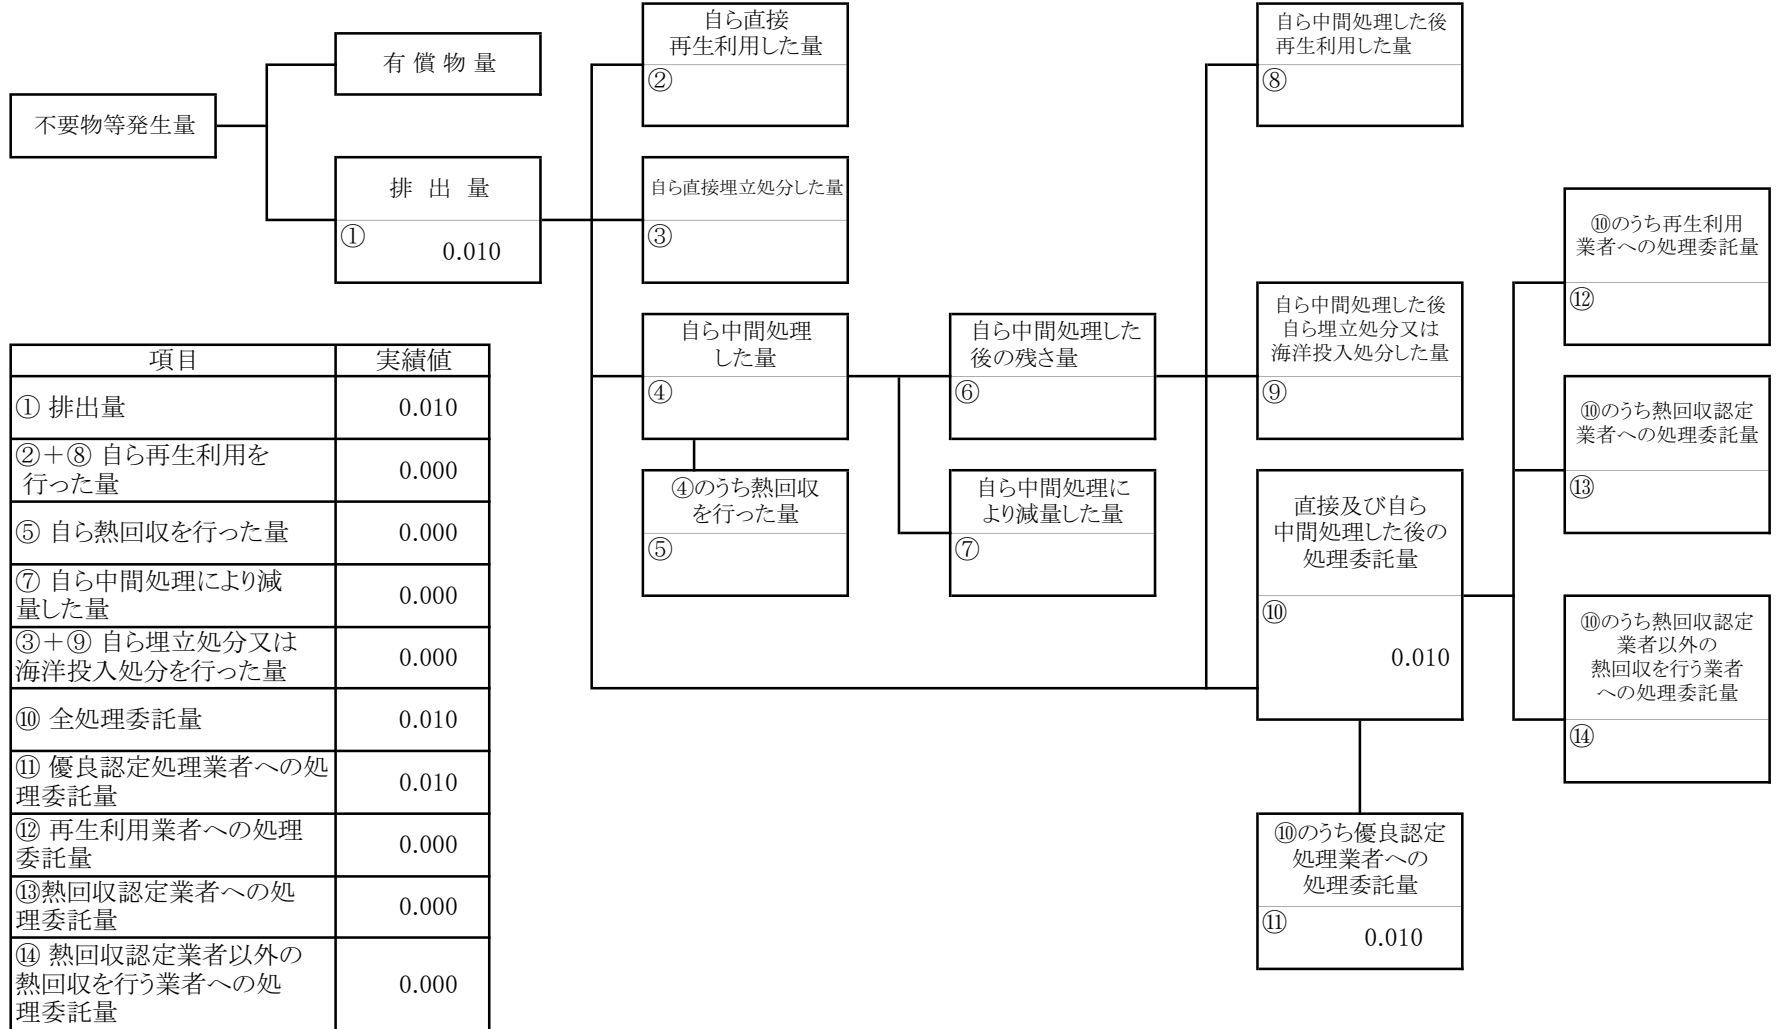 不要物等発生量
有 償 物 量
排 出 量
①
0.010
自ら直接
再生利用した量
②
自ら直接埋立処分した量
③
自ら中間処理
した量
④
④のうち熱回収
を行った量
⑤
自ら中間処理した
後の残さ量
⑥
自ら中間処理に
より減量した量
⑦
自ら中間処理した後
再生利用した量
⑧
自ら中間処理した後
自ら埋立処分又は
海洋投入処分した量
⑨
直接及び自ら
中間処理した後の
処理委託量
⑩
0.010
⑩のうち優良認定
処理業者への
処理委託量
⑪
0.010
⑩のうち再生利用
業者への処理委託量
⑫
⑩のうち熱回収認定
業者への処理委託量
⑬
⑩のうち熱回収認定
業者以外の
熱回収を行う業者
への処理委託量
⑭
項目 実績値
① 排出量 0.010
②＋⑧ 自ら再生利用を
行った量 0.000
⑤ 自ら熱回収を行った量 0.000
⑦ 自ら中間処理により減
量した量 0.000
③＋⑨ 自ら埋立処分又は
海洋投入処分を行った量 0.000
⑩ 全処理委託量 0.010
⑪ 優良認定処理業者への処
理委託量 0.010
⑫ 再生利用業者への処理
委託量 0.000
⑬熱回収認定業者への処
理委託量 0.000
⑭ 熱回収認定業者以外の
熱回収を行う業者への処
理委託量 0.000